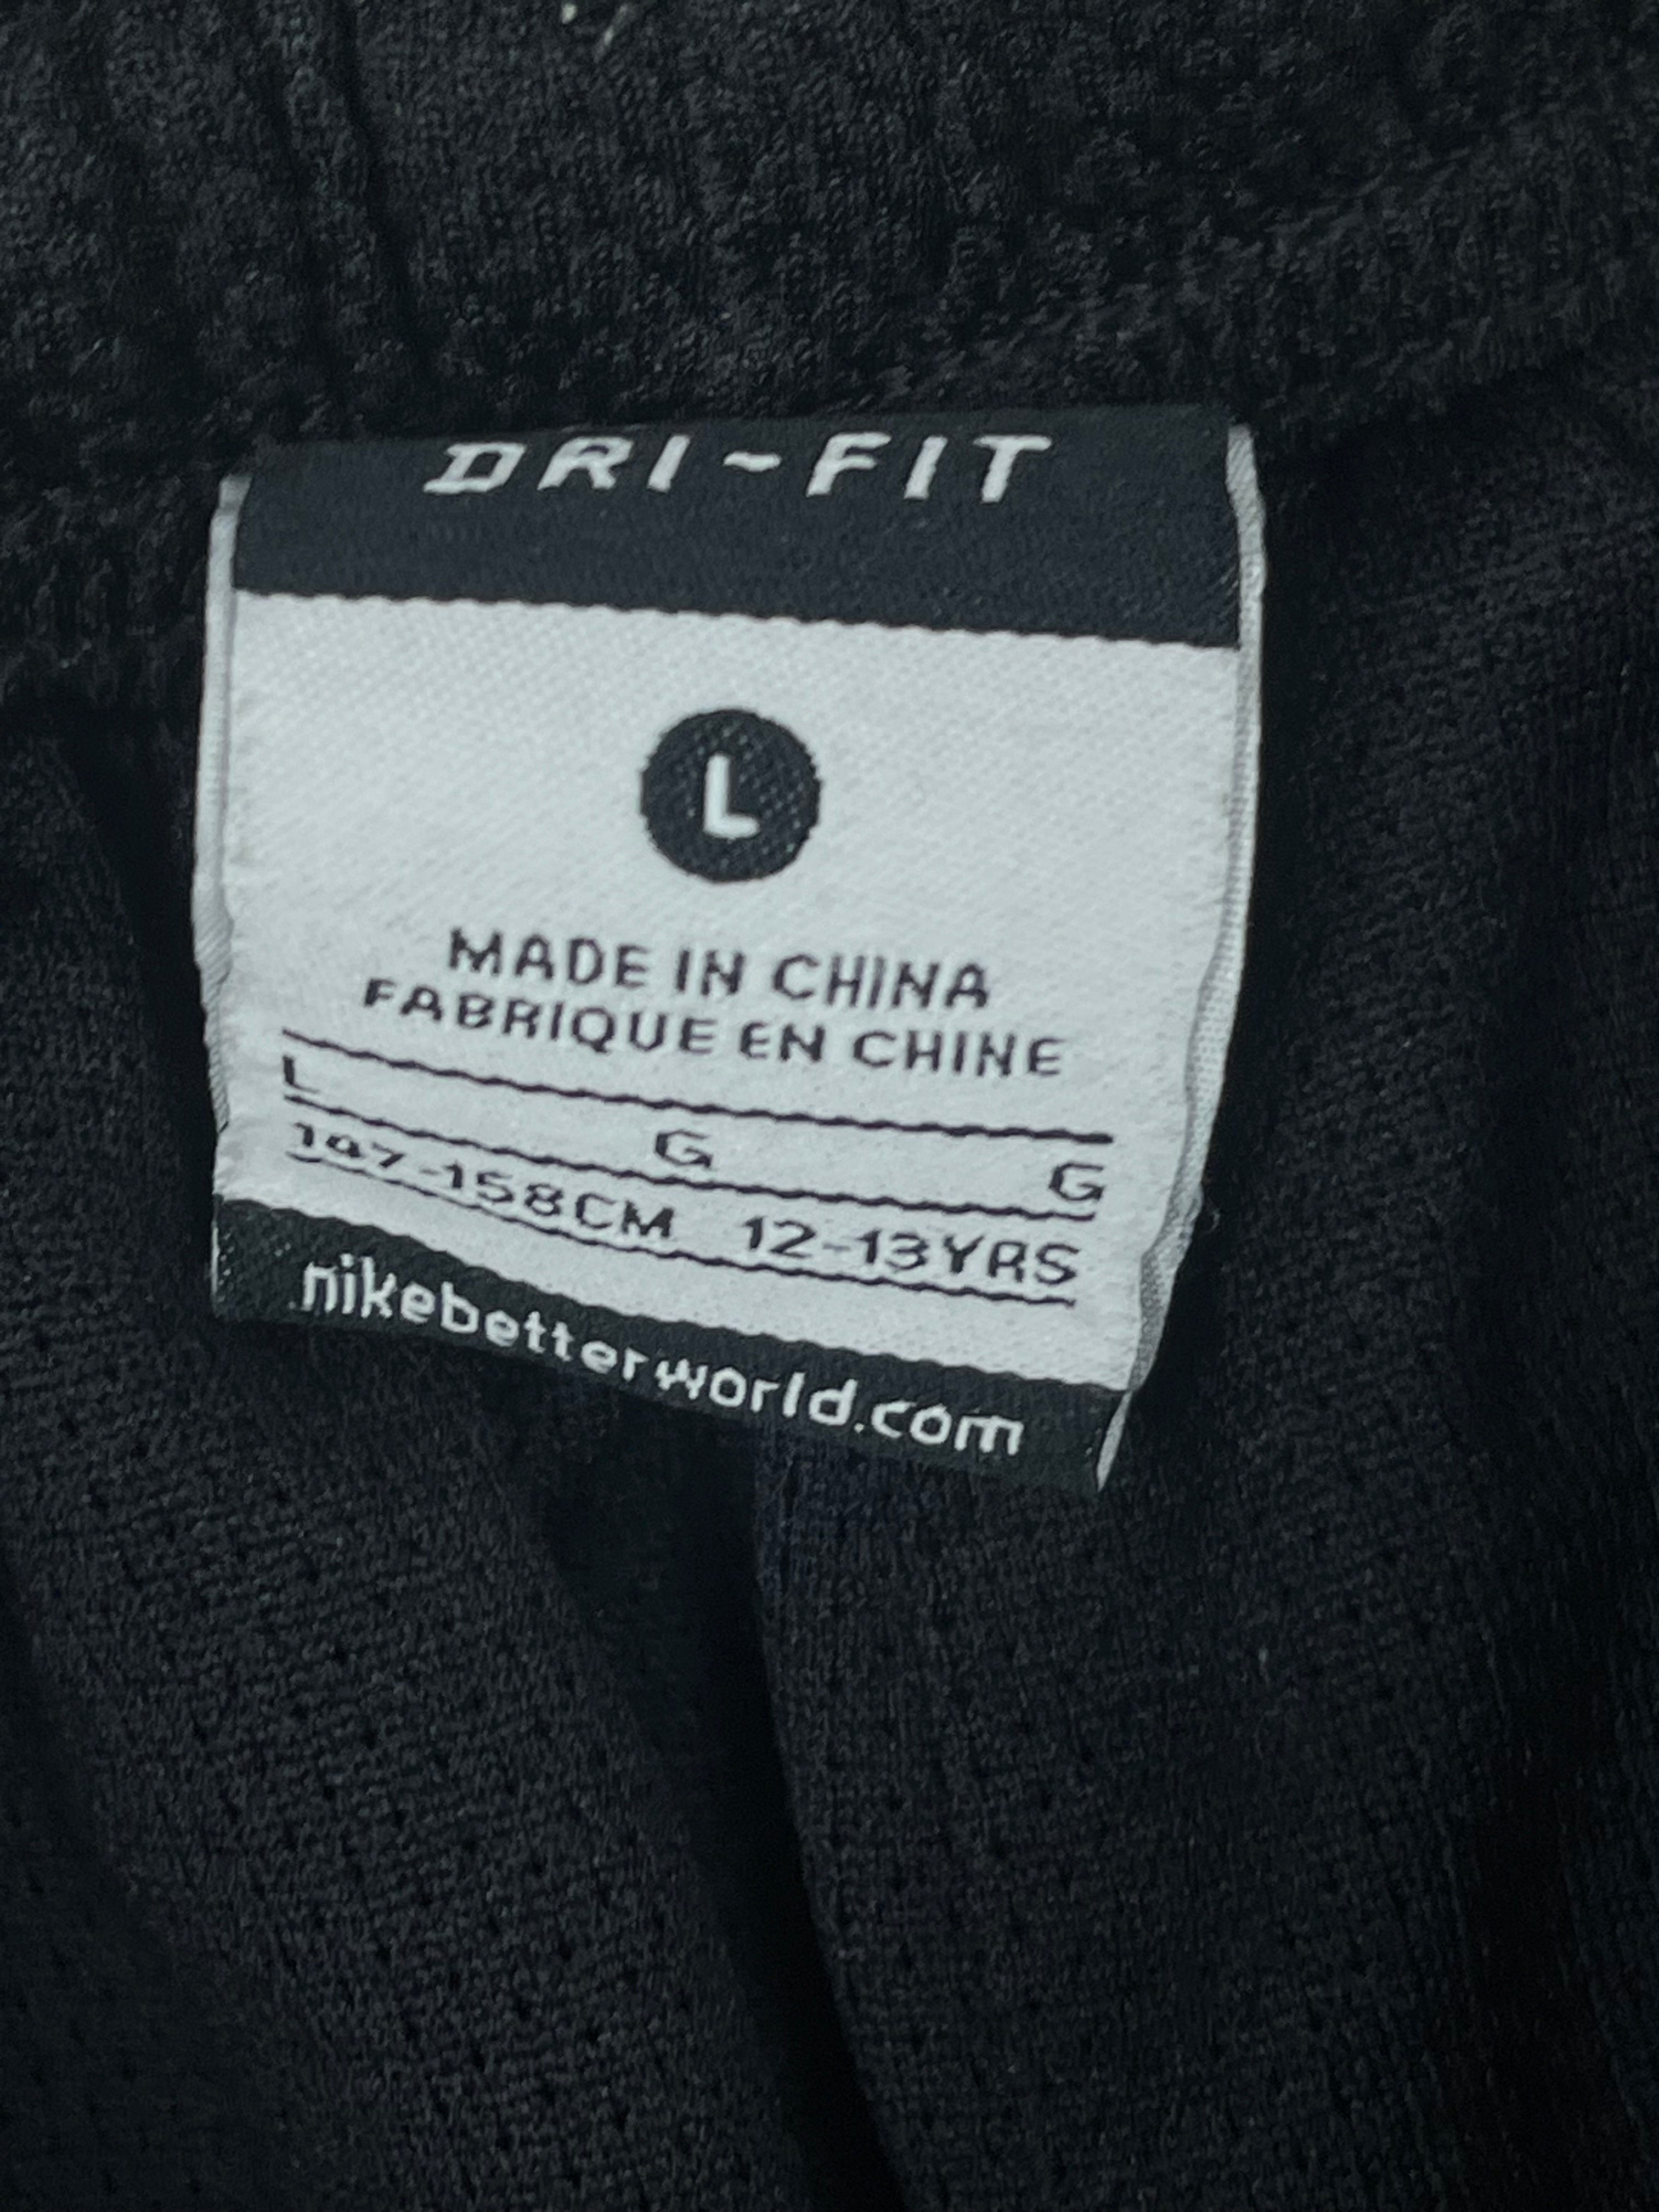 DRI~FIT
L
MADE IN CHINA
FABRIQUE EN CHINE
L G G
147-158CM 12-13YRS
nikebetterworld.com